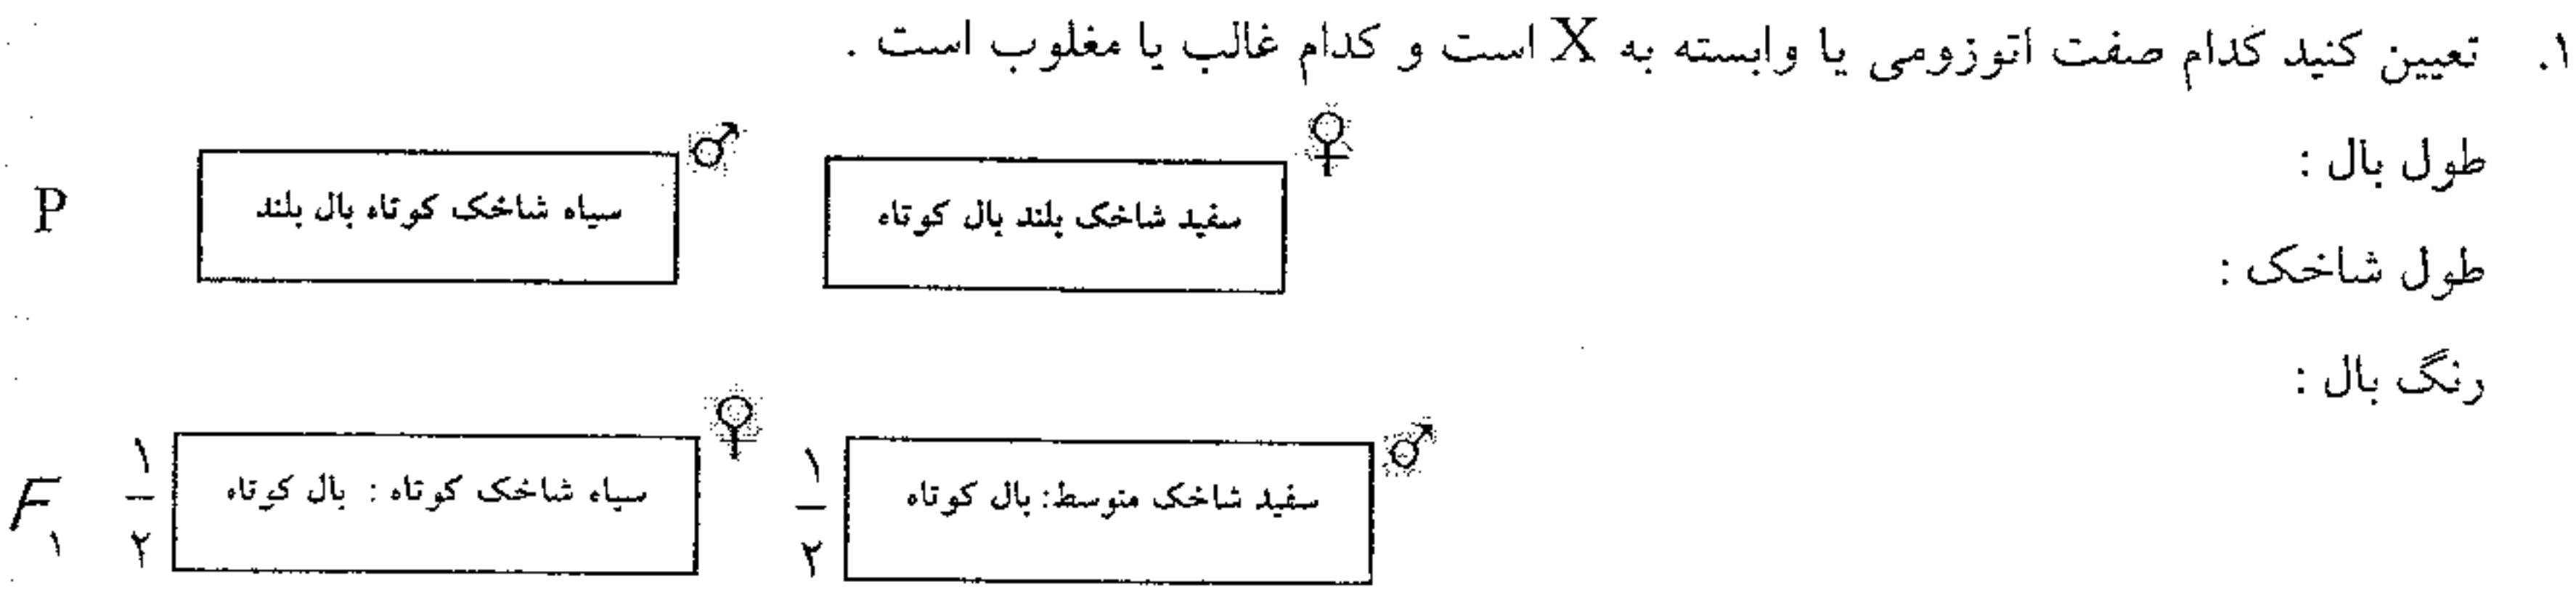 ۱. تعیین کنید کدام صفت اتوزومی یا وابسته به X است و کدام غالب یا مغلوب است .
طول بال :
طول شاخک :
رنگ بال :
P
♂
سیاه شاخک کوتاه بال بلند
♀
سفید شاخک بلند بال کوتاه
F۱
۱/۲
♀
سیاه شاخک کوتاه : بال کوتاه
۱/۲
♂
سفید شاخک متوسط: بال کوتاه